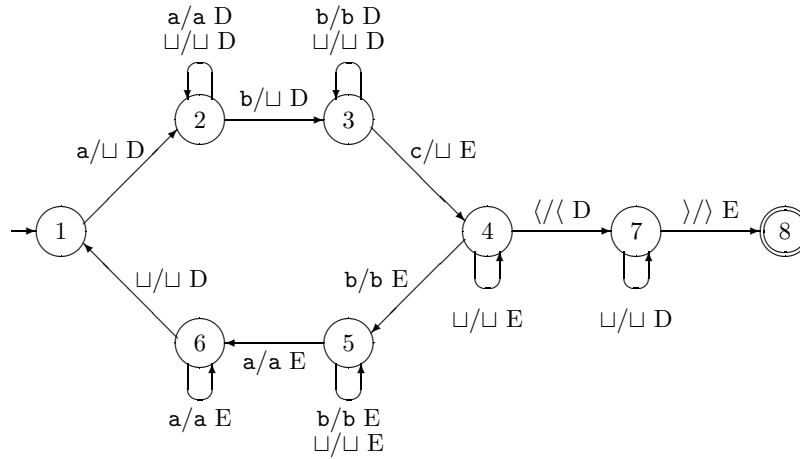 a/a D
⊔/⊔ D
b/b D
⊔/⊔ D
b/⊔ D
2
3
a/⊔ D
c/⊔ E
⟨/⟨ D
⟩/⟩ E
1
4
7
8
⊔/⊔ D
b/b E
⊔/⊔ E
⊔/⊔ D
6
5
a/a E
a/a E
b/b E
⊔/⊔ E